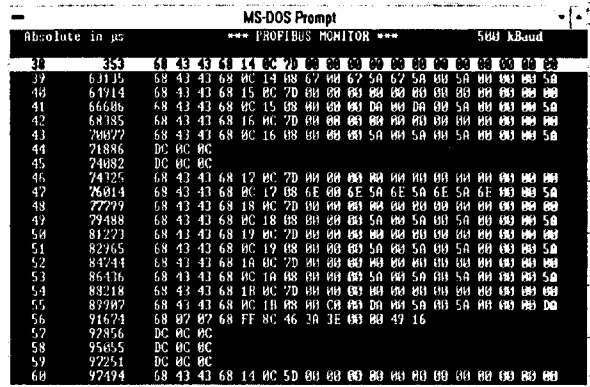 MS-DOS Prompt
Absolute in µs *** PROFIBUS MONITOR *** 500 kBaud
38 353 68 43 43 68 14 0C 7D 00 00 00 00 00 00 00 00 00 00 00 00
39 63135 68 43 43 68 0C 14 08 67 00 67 5A 67 5A 00 5A 00 00 00 5A
40 64914 68 43 43 68 15 0C 7D 00 00 00 00 00 00 00 00 00 00 00 00
41 66606 68 43 43 68 0C 15 08 00 00 00 DA 00 DA 00 5A 00 00 00 5A
42 68385 68 43 43 68 16 0C 7D 00 00 00 00 00 00 00 00 00 00 00 00
43 70077 68 43 43 68 0C 16 08 00 00 00 5A 00 5A 00 5A 00 00 00 5A
44 71886 DC 0C 0C
45 74082 DC 0C 0C
46 74325 68 43 43 68 17 0C 7D 00 00 00 00 00 00 00 00 00 00 00 00
47 76014 68 43 43 68 0C 17 08 6E 00 6E 5A 6E 5A 6E 5A 6E 00 00 5A
48 77799 68 43 43 68 18 0C 7D 00 00 00 00 00 00 00 00 00 00 00 00
49 79488 68 43 43 68 0C 18 08 00 00 00 5A 00 5A 00 5A 00 00 00 5A
50 81273 68 43 43 68 19 0C 7D 00 00 00 00 00 00 00 00 00 00 00 00
51 82965 68 43 43 68 0C 19 08 00 00 00 5A 00 5A 00 5A 00 00 00 5A
52 84744 68 43 43 68 1A 0C 7D 00 00 00 00 00 00 00 00 00 00 00 00
53 86436 68 43 43 68 0C 1A 08 00 00 00 5A 00 5A 00 5A 00 00 00 5A
54 88218 68 43 43 68 1B 0C 7D 00 00 00 00 00 00 00 00 00 00 00 00
55 89907 68 43 43 68 0C 1B 08 00 C0 00 DA 00 5A 00 5A 00 00 00 DA
56 91674 68 07 07 68 FF 8C 46 3A 3E 00 00 49 16
57 92856 DC 0C 0C
58 95055 DC 0C 0C
59 97251 DC 0C 0C
60 97494 68 43 43 68 14 0C 5D 00 00 00 00 00 00 00 00 00 00 00 00